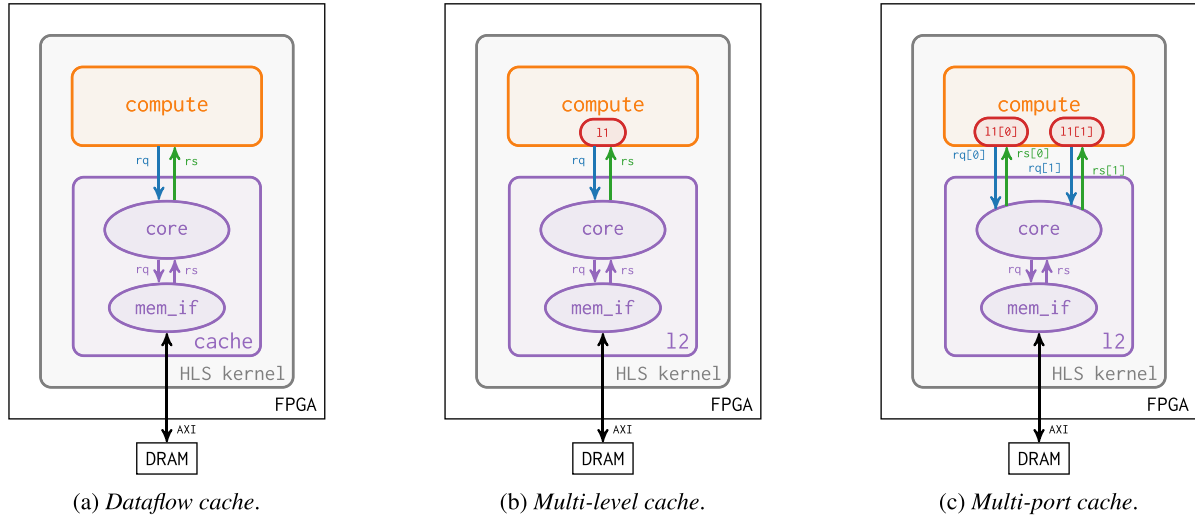 compute
rq rs
core
rq rs
mem_if
cache
HLS kernel
FPGA
AXI
DRAM
(a) Dataflow cache.
compute
l1
rq rs
core
rq rs
mem_if
l2
HLS kernel
FPGA
AXI
DRAM
(b) Multi-level cache.
compute
l1[0] l1[1]
rq[0] rs[0]
rq[1] rs[1]
core
rq rs
mem_if
l2
HLS kernel
FPGA
AXI
DRAM
(c) Multi-port cache.